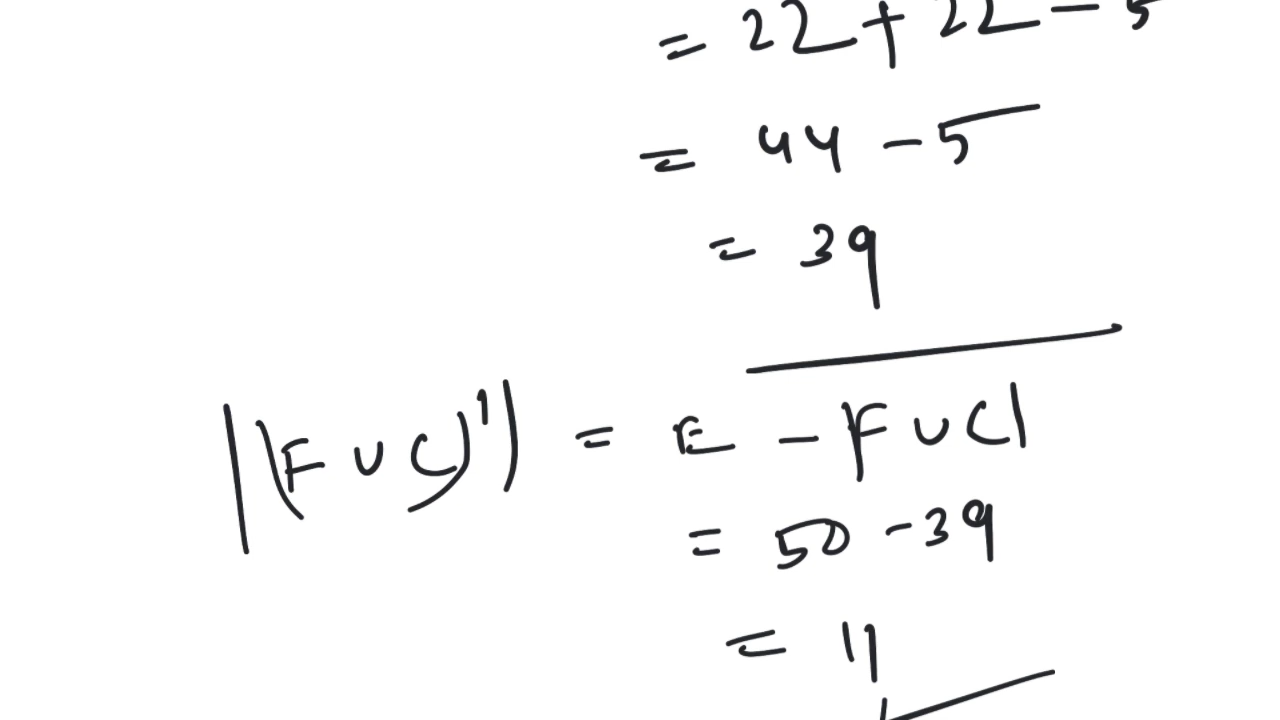 = 22 + 22 - 5
= 44 - 5
= 39
|(F ∪ C)'| = E - F ∪ C|
= 50 - 39
= 11